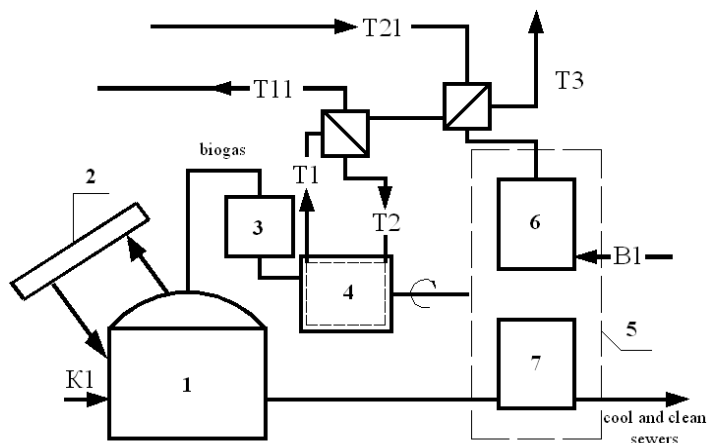 T21
T11
T3
biogas
2
T1
3
T2
6
B1
4
5
1
7
K1
cool and clean
sewers